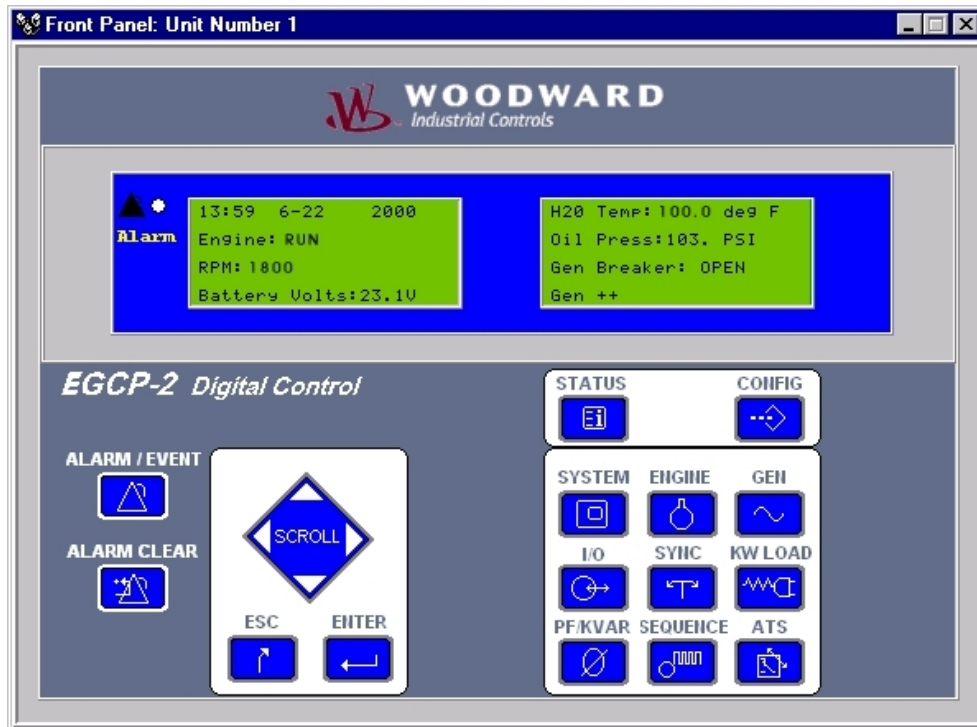 Front Panel: Unit Number 1
WOODWARD
Industrial Controls
Alarm
13:59 6-22 2000
Engine: RUN
RPM: 1800
Battery Volts:23.1V
H20 Temp: 100.0 deg F
Oil Press:103. PSI
Gen Breaker: OPEN
Gen ++
EGCP-2 Digital Control
STATUS
CONFIG
ALARM / EVENT
ALARM CLEAR
SCROLL
ESC
ENTER
SYSTEM
ENGINE
GEN
I/O
SYNC
KW LOAD
PF/KVAR
SEQUENCE
ATS